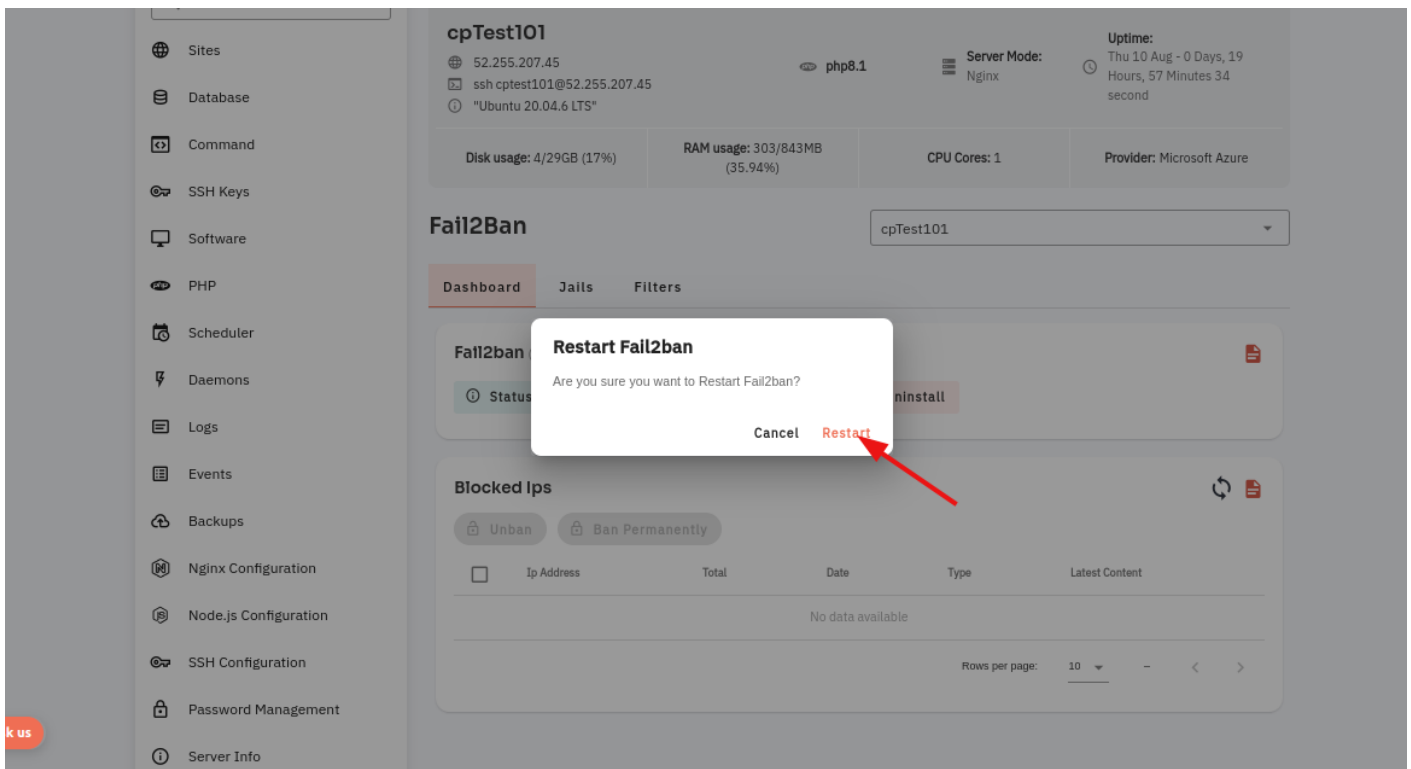 Sites
Database
Command
SSH Keys
Software
PHP
Scheduler
Daemons
Logs
Events
Backups
Nginx Configuration
Node.js Configuration
SSH Configuration
Password Management
Server Info
k us
cpTest101
52.255.207.45
ssh cptest101@52.255.207.45
"Ubuntu 20.04.6 LTS"
php8.1
Server Mode:
Nginx
Uptime:
Thu 10 Aug - 0 Days, 19
Hours, 57 Minutes 34
second
Disk usage: 4/29GB (17%)
RAM usage: 303/843MB
(35.94%)
CPU Cores: 1
Provider: Microsoft Azure
Fail2Ban
cpTest101
Dashboard Jails Filters
Fail2ban
Status
ninstall
Restart Fail2ban
Are you sure you want to Restart Fail2ban?
Cancel Restart
Blocked Ips
Unban Ban Permanently
Ip Address Total Date Type Latest Content
No data available
Rows per page: 10 –